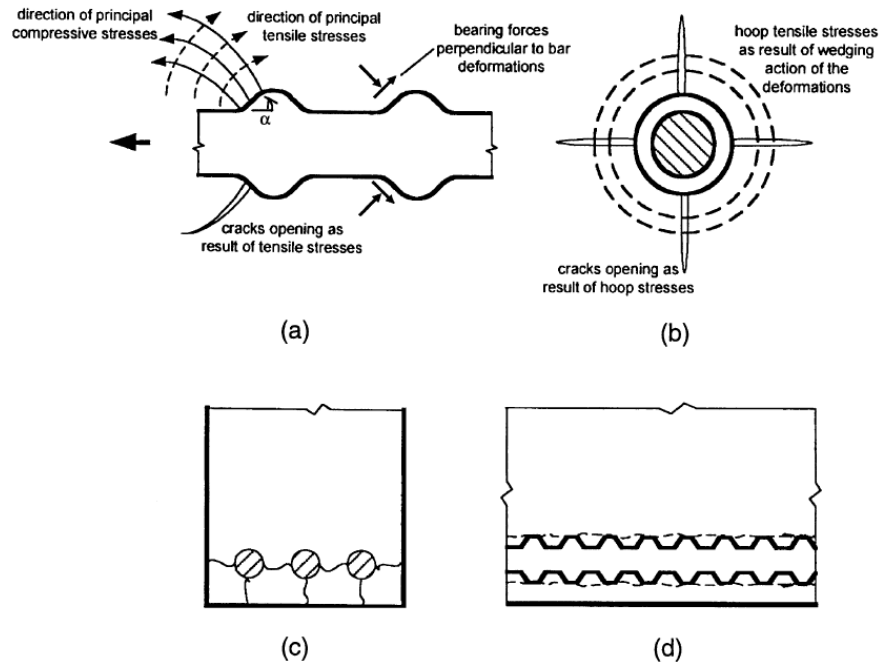 direction of principal
compressive stresses
direction of principal
tensile stresses
bearing forces
perpendicular to bar
deformations
α
cracks opening as
result of tensile stresses
(a)
hoop tensile stresses
as result of wedging
action of the
deformations
cracks opening as
result of hoop stresses
(b)
(c)
(d)